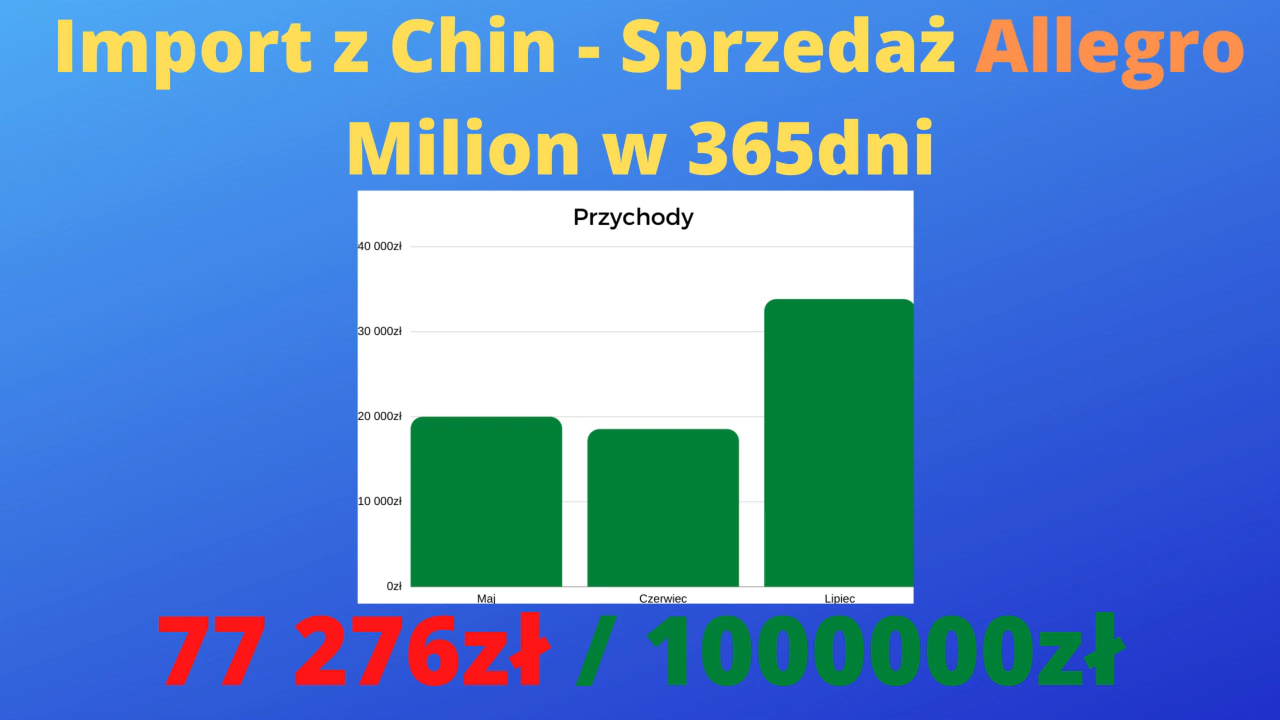 Import z Chin - Sprzedaż Allegro
Milion w 365dni
Przychody
40 000zł
30 000zł
20 000zł
10 000zł
0zł
Maj Czerwiec Lipiec
77 276zł / 1000000zł